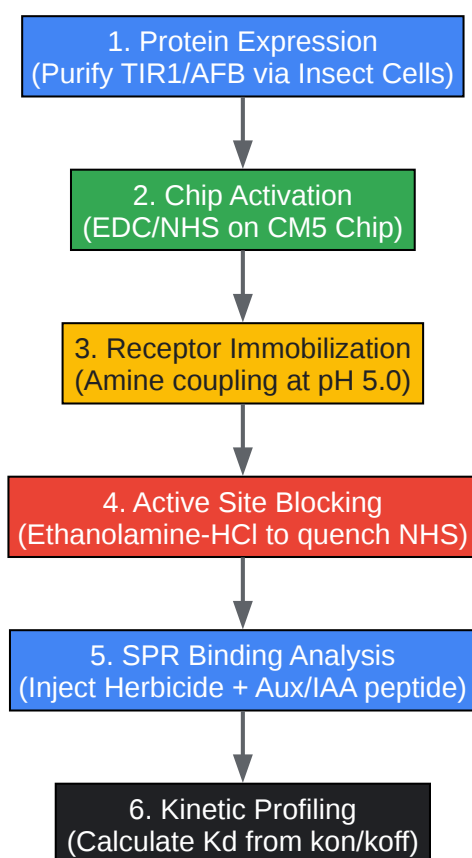 1. Protein Expression
(Purify TIR1/AFB via Insect Cells)
2. Chip Activation
(EDC/NHS on CM5 Chip)
3. Receptor Immobilization
(Amine coupling at pH 5.0)
4. Active Site Blocking
(Ethanolamine-HCl to quench NHS)
5. SPR Binding Analysis
(Inject Herbicide + Aux/IAA peptide)
6. Kinetic Profiling
(Calculate Kd from kon/koff)